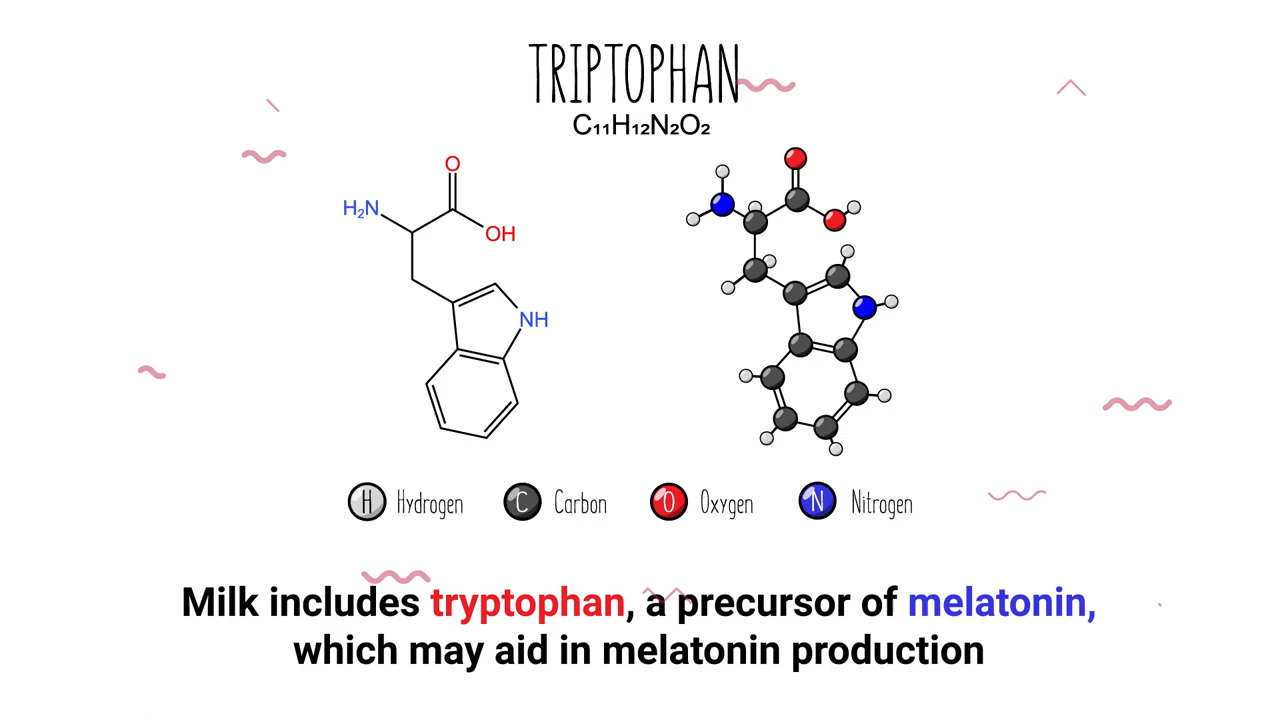 TRIPTOPHAN
C₁₁H₁₂N₂O₂
O
H₂N
OH
NH
H Hydrogen C Carbon O Oxygen N Nitrogen
Milk includes tryptophan, a precursor of melatonin,
which may aid in melatonin production